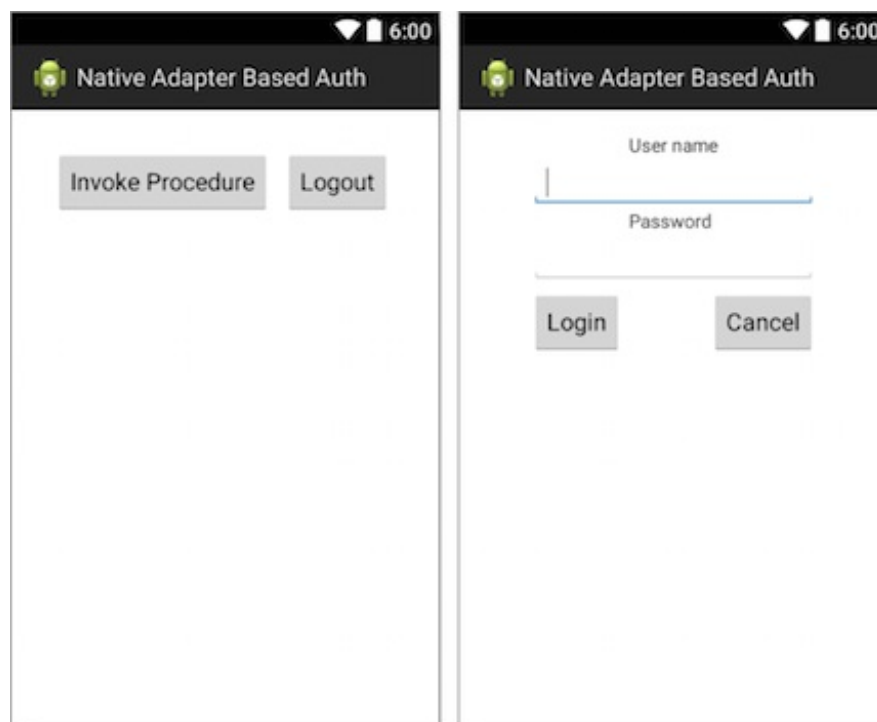 6:00
Native Adapter Based Auth
Invoke Procedure Logout
6:00
Native Adapter Based Auth
User name
Password
Login Cancel